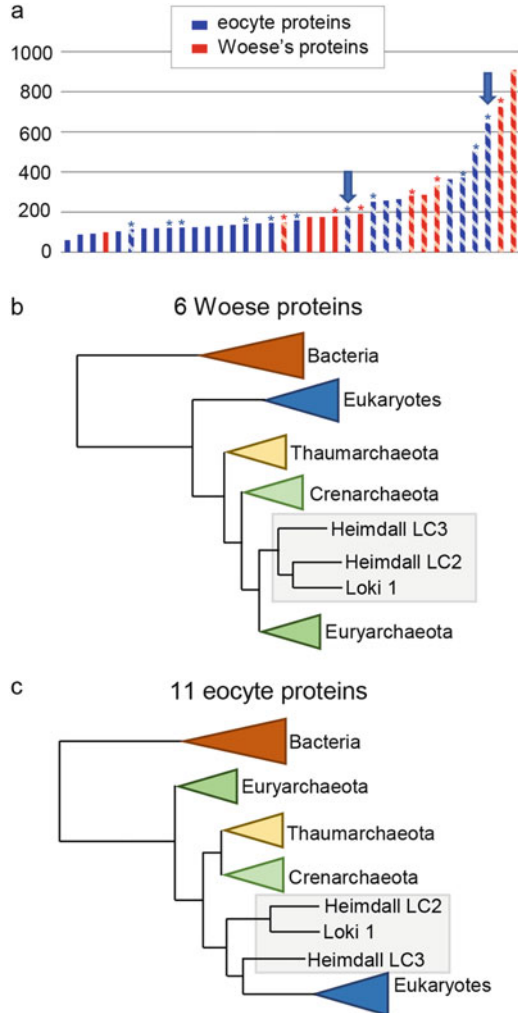 a
eocyte proteins
Woese's proteins
1000
800
600
400
200
0
b
6 Woese proteins
Bacteria
Eukaryotes
Thaumarchaeota
Crenarchaeota
Heimdall LC3
Heimdall LC2
Loki 1
Euryarchaeota
c
11 eocyte proteins
Bacteria
Euryarchaeota
Thaumarchaeota
Crenarchaeota
Heimdall LC2
Loki 1
Heimdall LC3
Eukaryotes